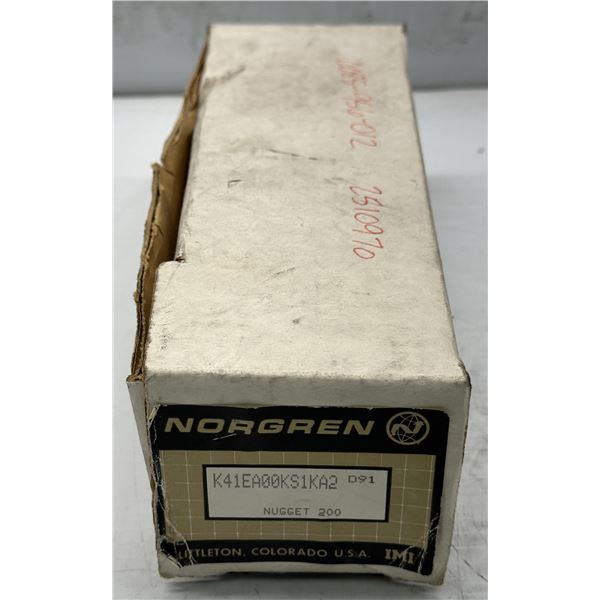 2510970
NORGREN
K41EA00KS1KA2 D91
NUGGET 200
LITTLETON, COLORADO U.S.A. IMI